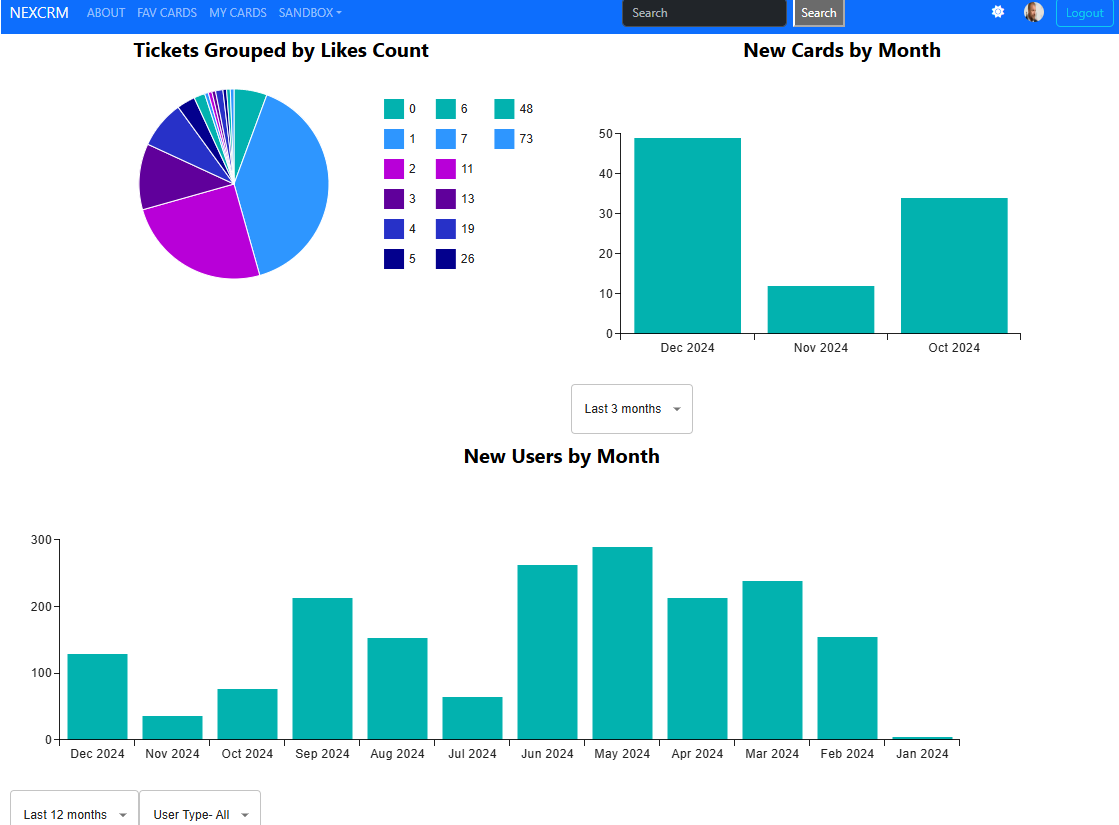 NEXCRM ABOUT FAV CARDS MY CARDS SANDBOX Search Search Logout
Tickets Grouped by Likes Count
0 6 48
1 7 73
2 11
3 13
4 19
5 26
New Cards by Month
50
40
30
20
10
0
Dec 2024 Nov 2024 Oct 2024
Last 3 months
New Users by Month
300
200
100
0
Dec 2024 Nov 2024 Oct 2024 Sep 2024 Aug 2024 Jul 2024 Jun 2024 May 2024 Apr 2024 Mar 2024 Feb 2024 Jan 2024
Last 12 months User Type- All